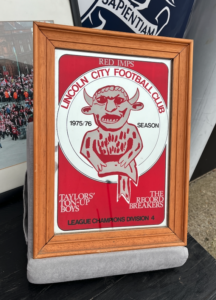 SAPIENTIAM
RED IMPS
LINCOLN CITY FOOTBALL CLUB
1975/76 SEASON
TAYLORS'
TON-UP
BOYS
THE
RECORD
BREAKERS
LEAGUE CHAMPIONS DIVISION 4